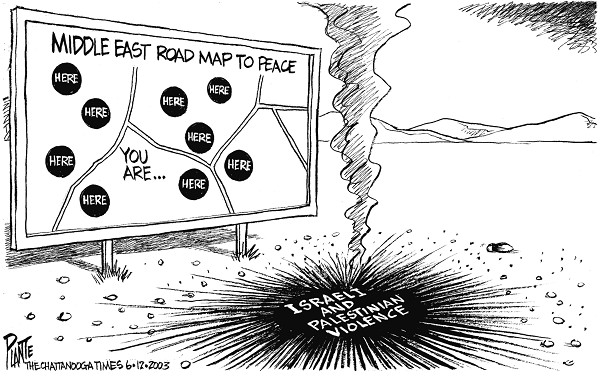 MIDDLE EAST ROAD MAP TO PEACE
HERE
HERE
HERE
HERE
HERE
HERE
HERE
HERE
HERE
YOU
ARE...
ISRAELI
AND
PALESTINIAN
VIOLENCE
PLANTE
THE CHATTANOOGA TIMES 6·12·2003